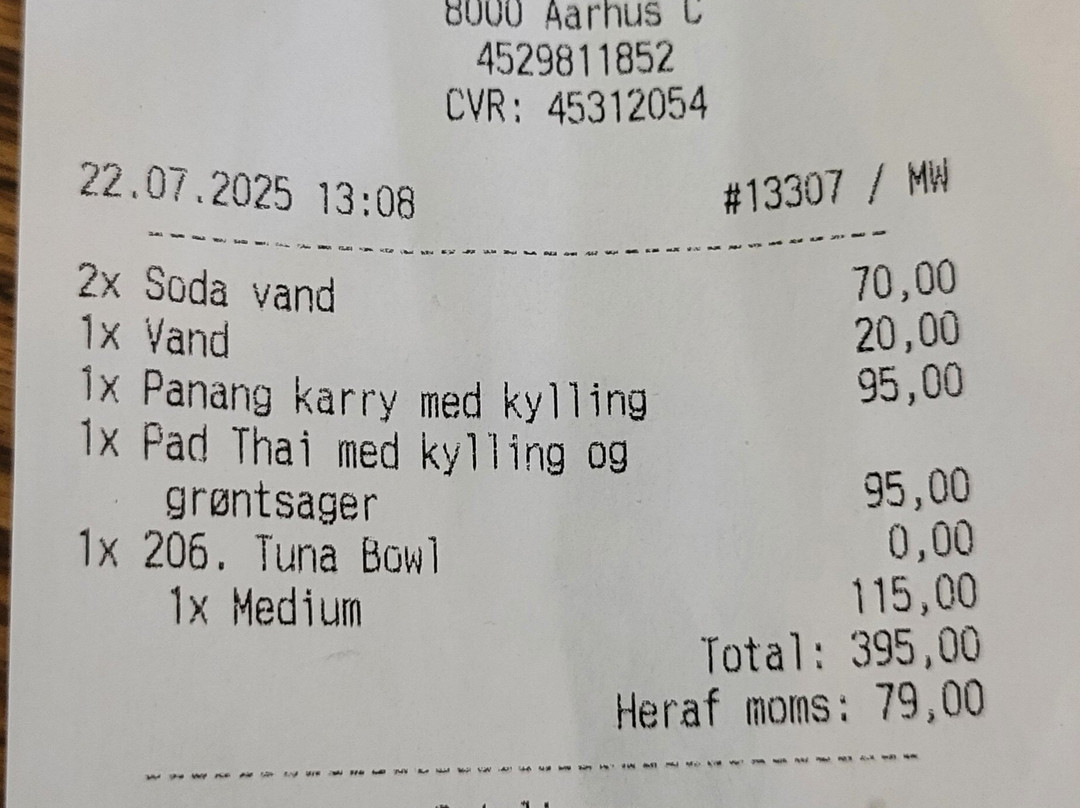 8000 Aarhus C
4529811852
CVR: 45312054
22.07.2025 13:08 #13307 / MW
2x Soda vand 70,00
1x Vand 20,00
1x Panang karry med kylling 95,00
1x Pad Thai med kylling og
grøntsager 95,00
1x 206. Tuna Bowl 0,00
1x Medium 115,00
Total: 395,00
Heraf moms: 79,00